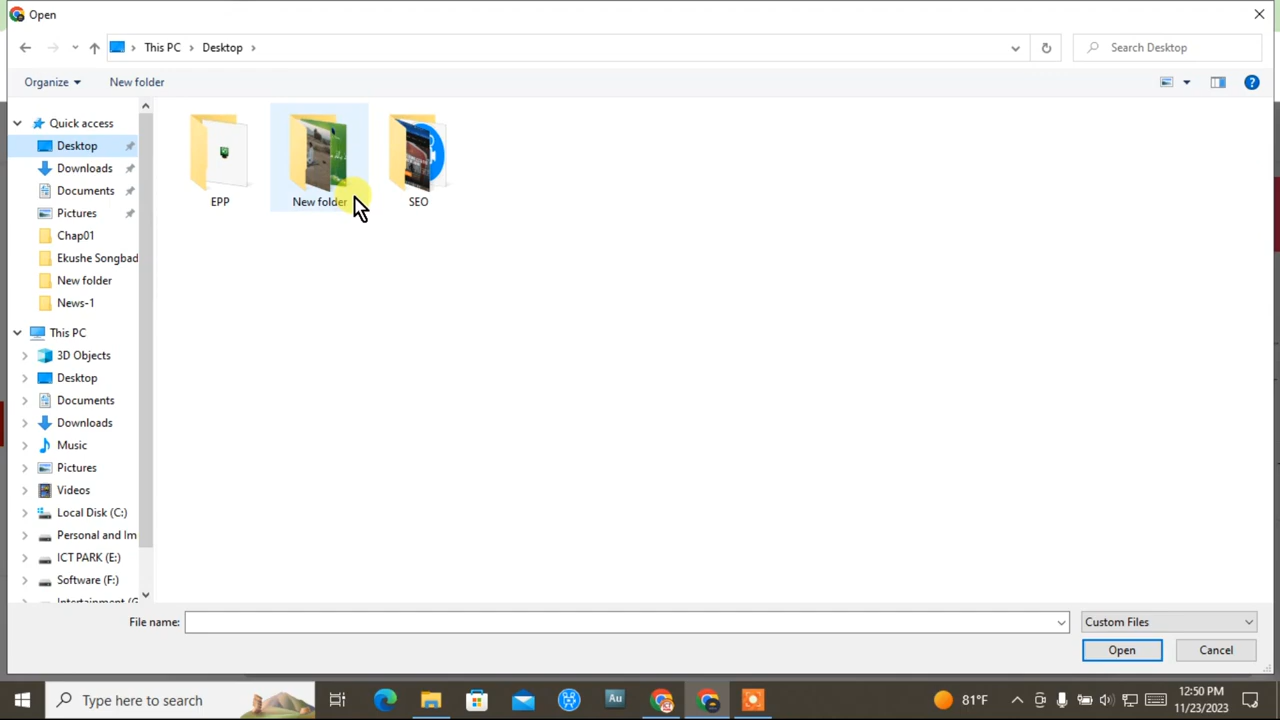 Open
This PC
Desktop
Search Desktop
Organize
New folder
Quick access
Desktop
Downloads
Documents
Pictures
Chap01
Ekushe Songbad
New folder
News-1
This PC
3D Objects
Desktop
Documents
Downloads
Music
Pictures
Videos
Local Disk (C:)
Personal and Im
ICT PARK (E:)
Software (F:)
EPP
New folder
SEO
File name:
Custom Files
Open
Cancel
Type here to search
Au
81°F
12:50 PM
11/23/2023